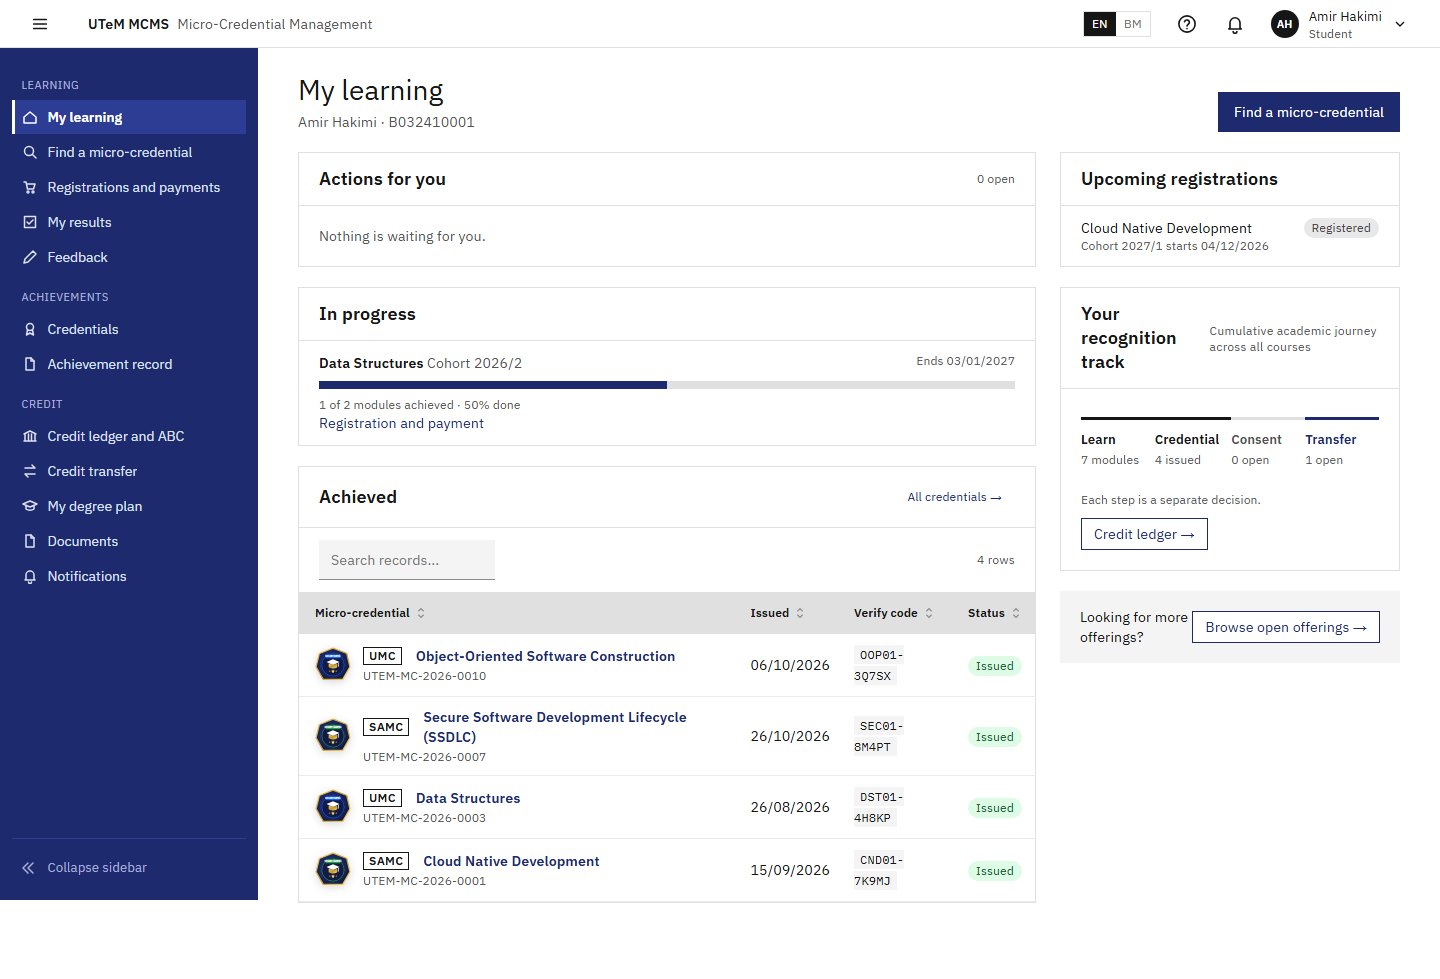 UTeM MCMS Micro-Credential Management
EN BM
AH
Amir Hakimi
Student
LEARNING
My learning
Find a micro-credential
Registrations and payments
My results
Feedback
ACHIEVEMENTS
Credentials
Achievement record
CREDIT
Credit ledger and ABC
Credit transfer
My degree plan
Documents
Notifications
Collapse sidebar
My learning
Amir Hakimi · B032410001
Find a micro-credential
Actions for you
0 open
Nothing is waiting for you.
In progress
Data Structures Cohort 2026/2
Ends 03/01/2027
1 of 2 modules achieved · 50% done
Registration and payment
Achieved
All credentials →
Search records...
4 rows
Micro-credential Issued Verify code Status
UMC Object-Oriented Software Construction
UTEM-MC-2026-0010
06/10/2026
OOP01-
3Q7SX
Issued
SAMC Secure Software Development Lifecycle
(SSDLC)
UTEM-MC-2026-0007
26/10/2026
SEC01-
8M4PT
Issued
UMC Data Structures
UTEM-MC-2026-0003
26/08/2026
DST01-
4H8KP
Issued
SAMC Cloud Native Development
UTEM-MC-2026-0001
15/09/2026
CND01-
7K9MJ
Issued
Upcoming registrations
Cloud Native Development
Registered
Cohort 2027/1 starts 04/12/2026
Your
recognition
track
Cumulative academic journey
across all courses
Learn Credential Consent Transfer
7 modules 4 issued 0 open 1 open
Each step is a separate decision.
Credit ledger →
Looking for more
offerings?
Browse open offerings →